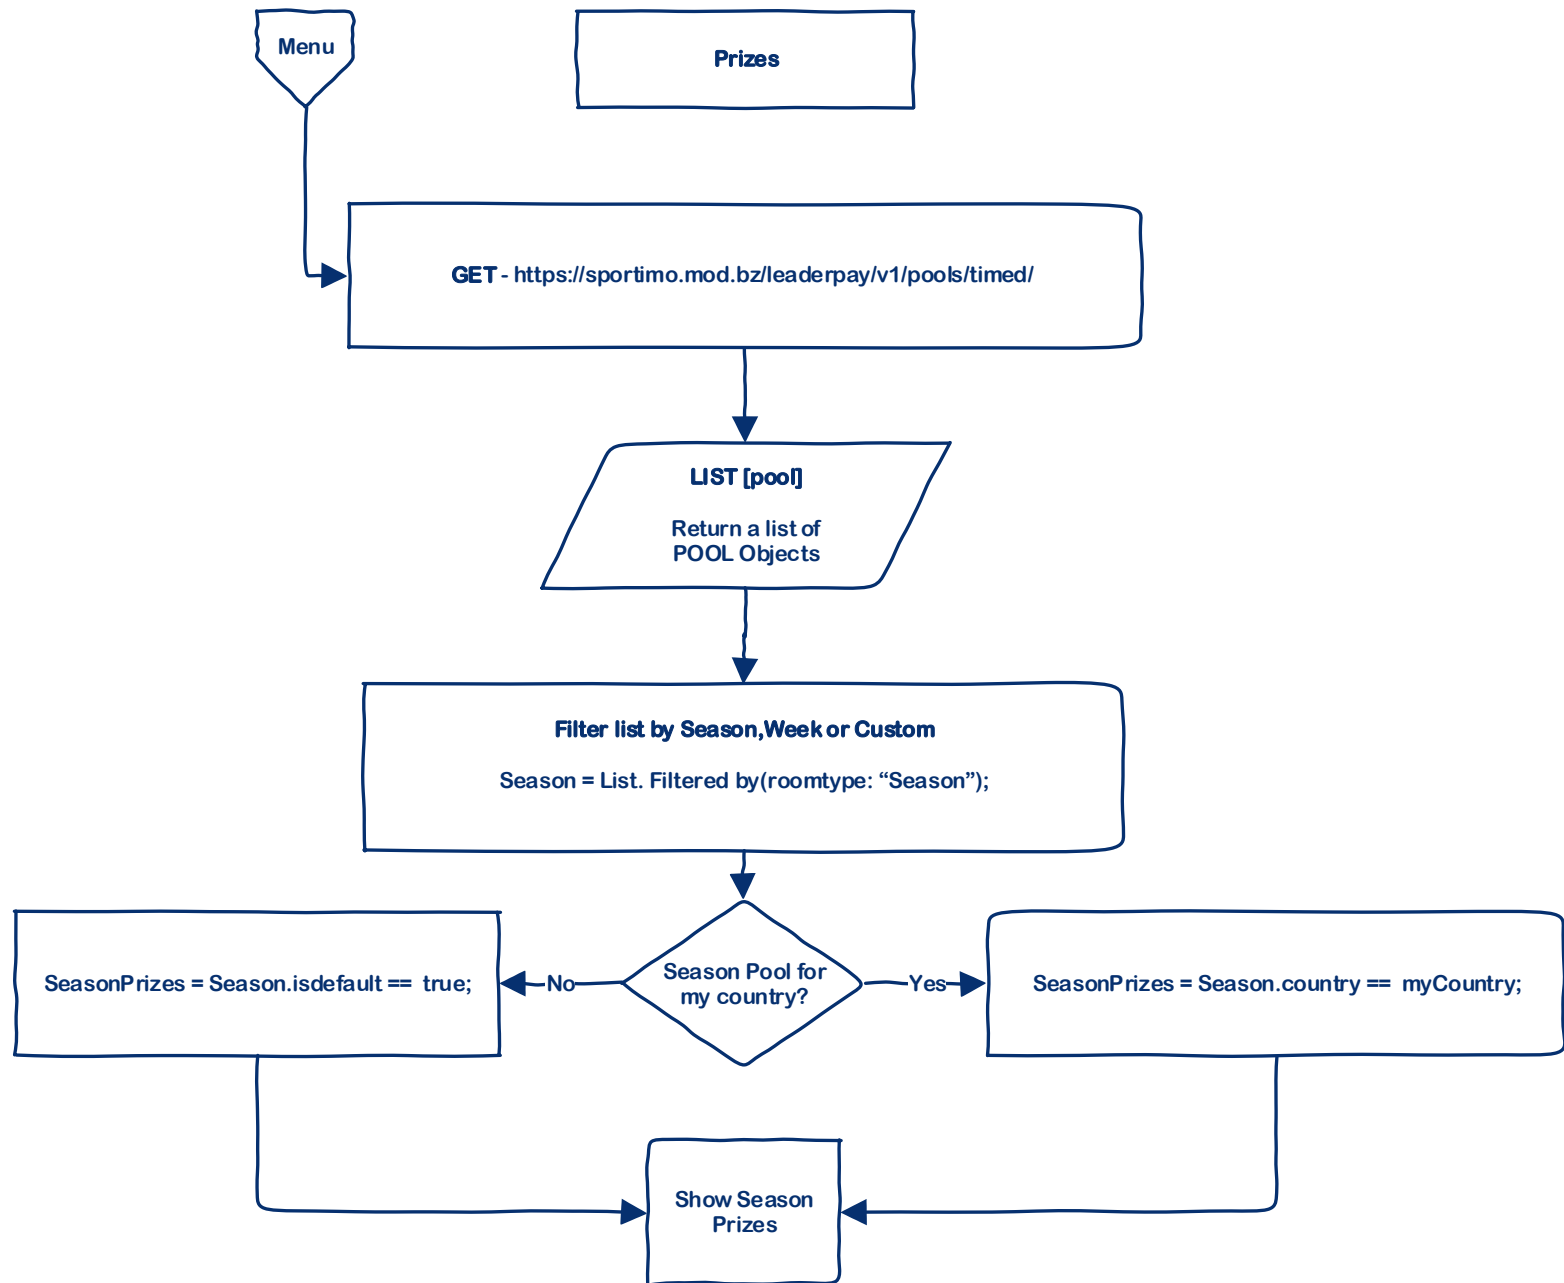 Menu
Prizes
GET - https://sportimo.mod.bz/leaderpay/v1/pools/timed/
LIST [pool]
Return a list of
POOL Objects
Filter list by Season,Week or Custom
Season = List. Filtered by(roomtype: “Season”);
SeasonPrizes = Season.isdefault == true;
No
Season Pool for
my country?
Yes
SeasonPrizes = Season.country == myCountry;
Show Season
Prizes